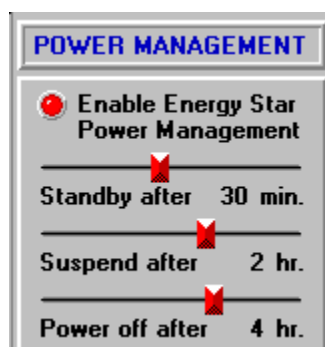 POWER MANAGEMENT
Enable Energy Star
Power Management
Standby after 30 min.
Suspend after 2 hr.
Power off after 4 hr.